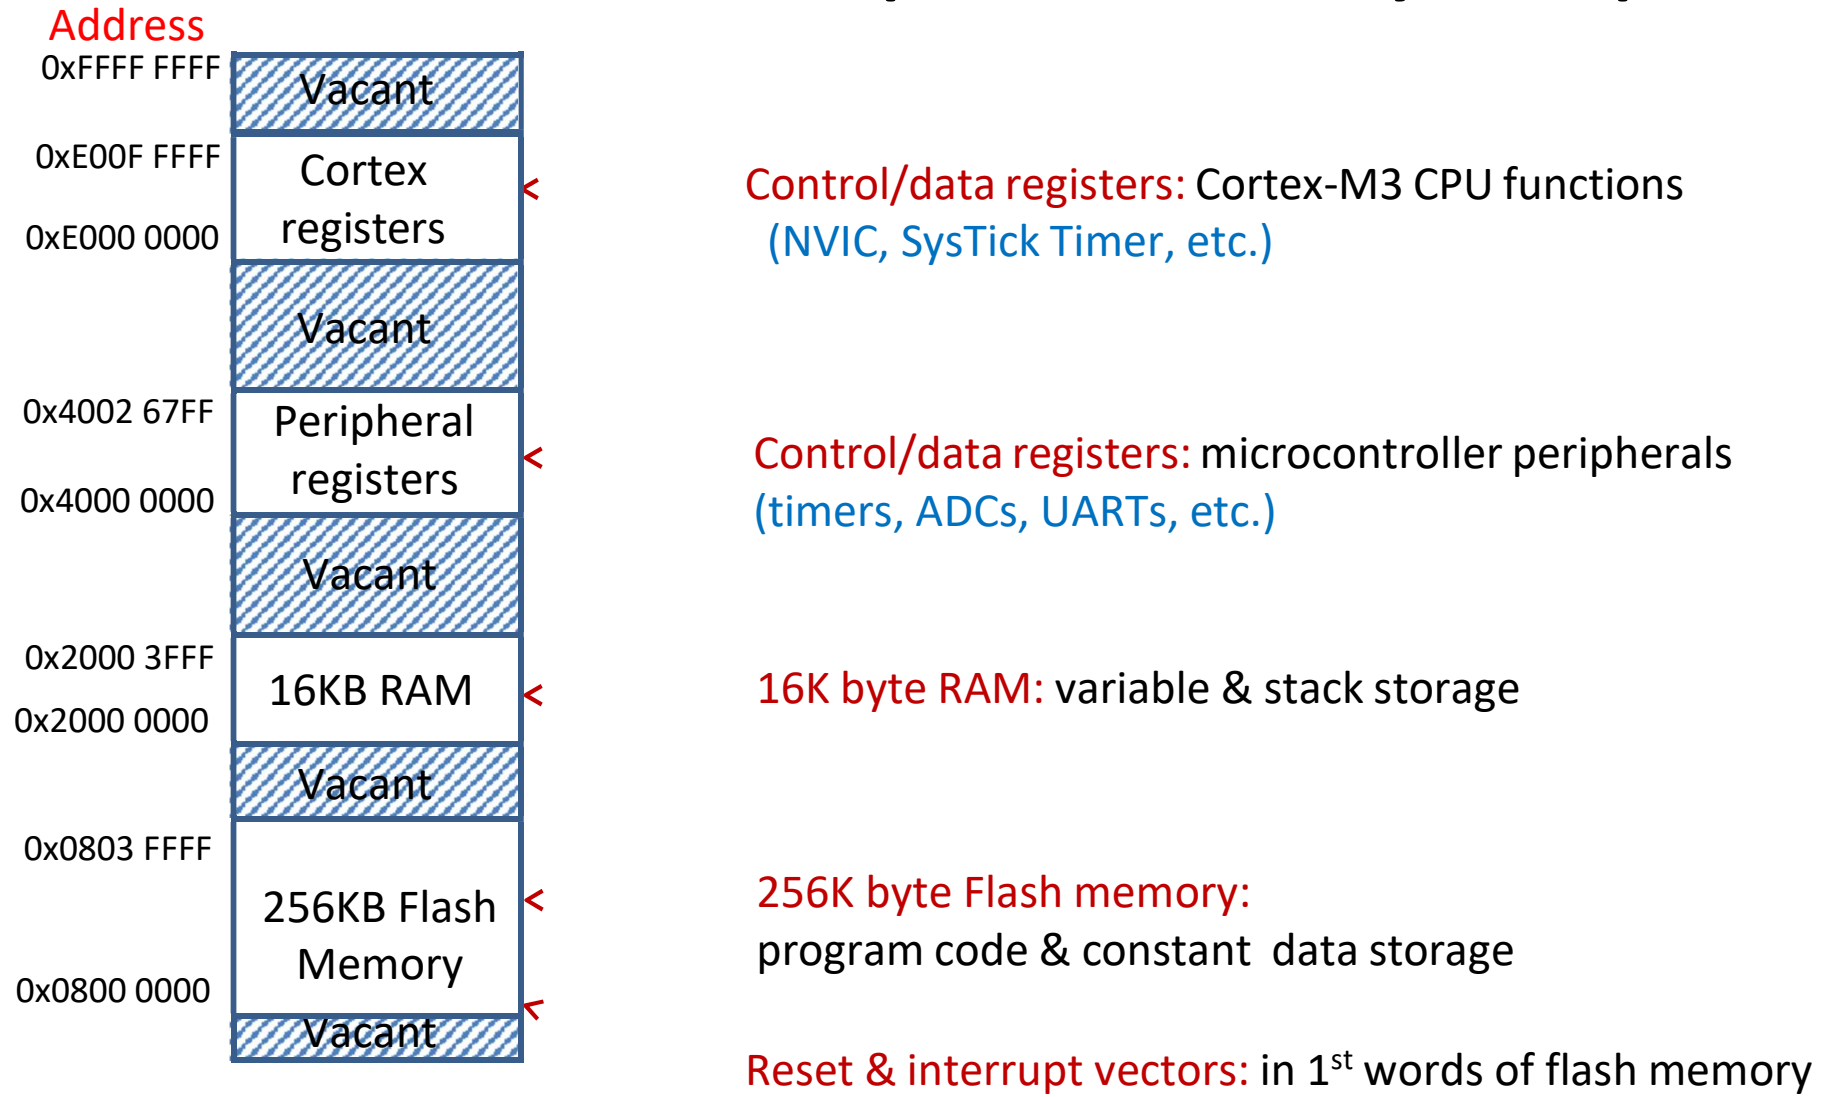 Address
0xFFFF FFFF
Vacant
0xE00F FFFF
Cortex
registers
0xE000 0000
Control/data registers: Cortex-M3 CPU functions
(NVIC, SysTick Timer, etc.)
Vacant
0x4002 67FF
Peripheral
registers
0x4000 0000
Control/data registers: microcontroller peripherals
(timers, ADCs, UARTs, etc.)
Vacant
0x2000 3FFF
16KB RAM
0x2000 0000
16K byte RAM: variable & stack storage
Vacant
0x0803 FFFF
256KB Flash
Memory
0x0800 0000
256K byte Flash memory:
program code & constant data storage
Vacant
Reset & interrupt vectors: in 1st words of flash memory